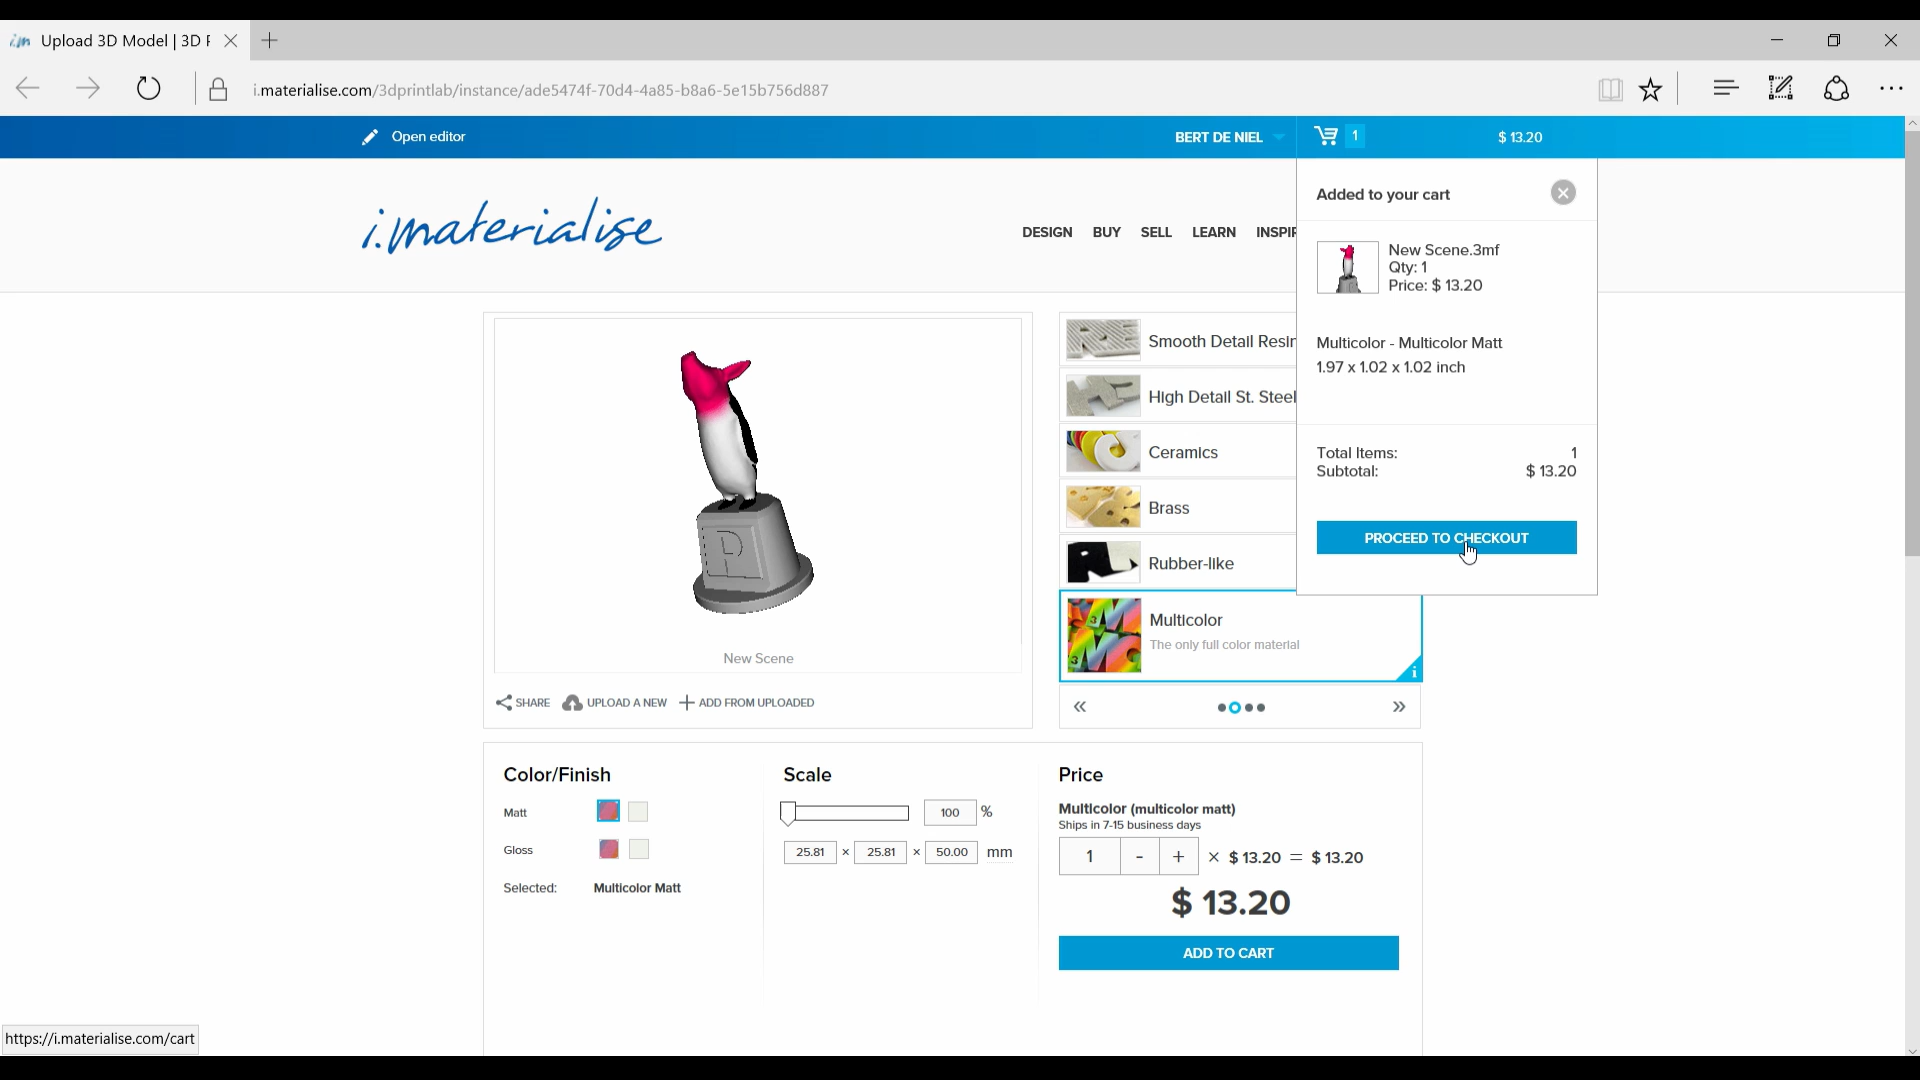 i.m Upload 3D Model | 3D F
i.materialise.com/3dprintlab/instance/ade5474f-70d4-4a85-b8a6-5e15b756d887
Open editor
BERT DE NIEL
1
$ 13.20
i.materialise
DESIGN BUY SELL LEARN INSPIR
Added to your cart
New Scene.3mf
Qty: 1
Price: $ 13.20
Multicolor - Multicolor Matt
1.97 x 1.02 x 1.02 inch
Total Items: 1
Subtotal: $ 13.20
PROCEED TO CHECKOUT
P
New Scene
SHARE UPLOAD A NEW ADD FROM UPLOADED
Smooth Detail Resin
High Detail St. Steel
Ceramics
Brass
Rubber-like
Multicolor
The only full color material
i
« »
Color/Finish
Matt
Gloss
Selected: Multicolor Matt
Scale
100 %
25.81 × 25.81 × 50.00 mm
Price
Multicolor (multicolor matt)
Ships in 7-15 business days
1 - + × $ 13.20 = $ 13.20
$ 13.20
ADD TO CART
https://i.materialise.com/cart